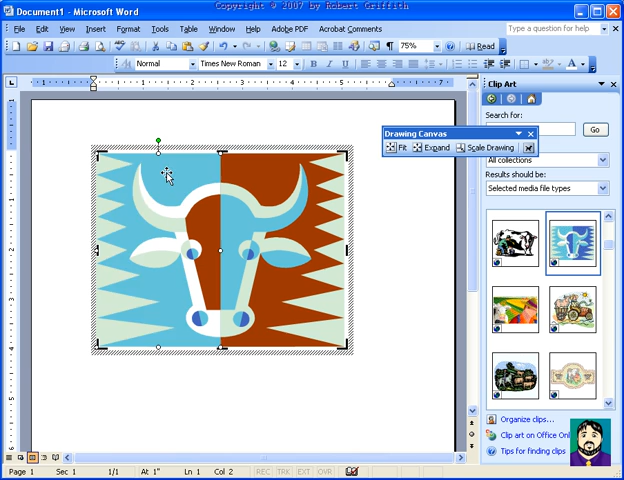 Copyright © 2007 by Robert Griffith
Document1 - Microsoft Word
File Edit View Insert Format Tools Table Window Help Adobe PDF Acrobat Comments
Type a question for help
75%
Read
Normal Times New Roman 12 B I U
Clip Art
Search for:
Go
All collections
Results should be:
Selected media file types
Drawing Canvas
Fit Expand Scale Drawing
Organize clips...
Clip art on Office Onl
Tips for finding clips
Page 1 Sec 1 1/1 At 1" Ln 1 Col 2 REC TRK EXT OVR